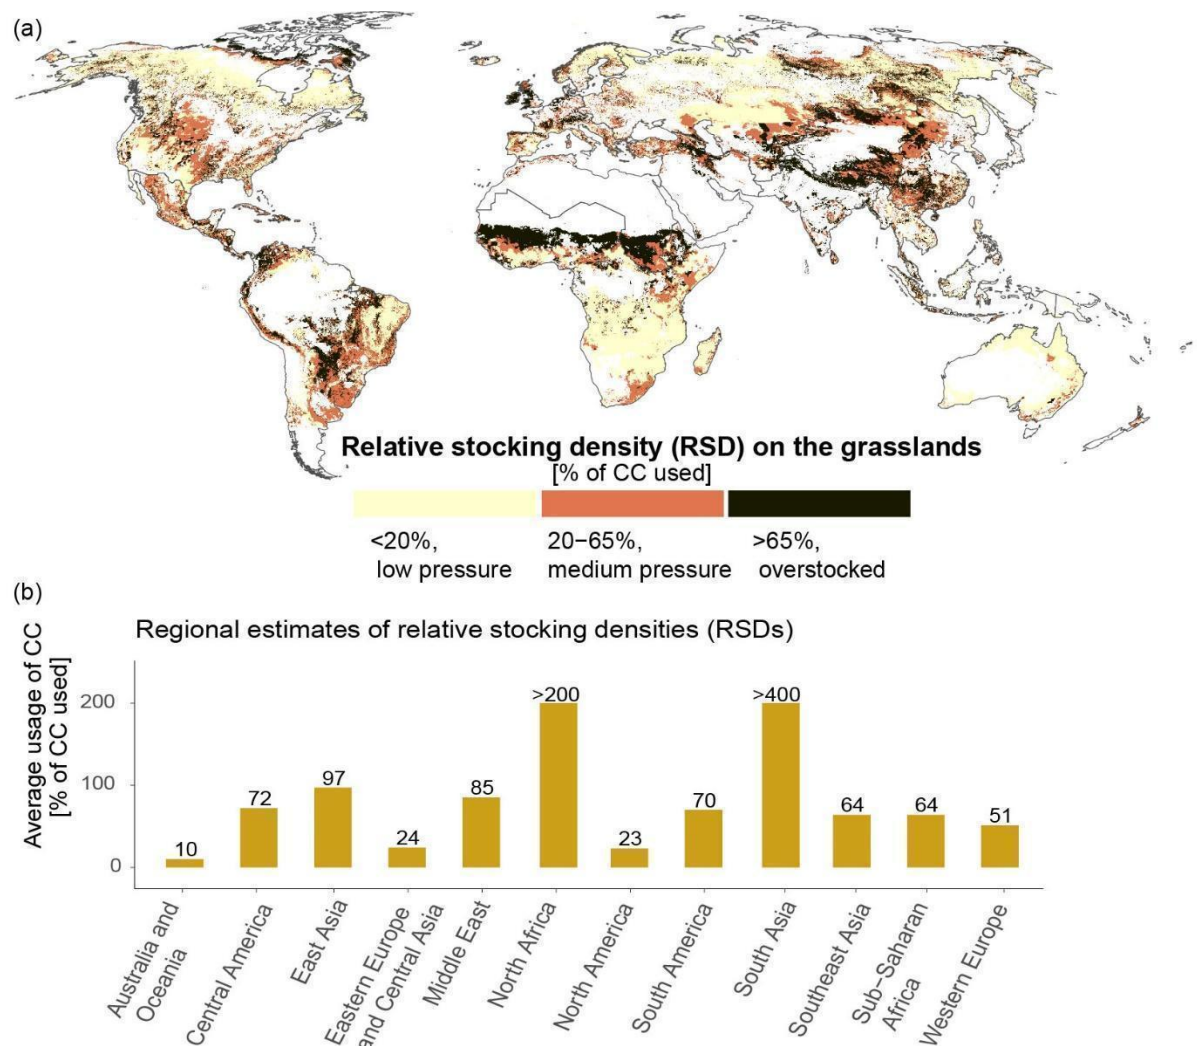 (a)
Relative stocking density (RSD) on the grasslands
[% of CC used]
<20%,
low pressure
20−65%,
medium pressure
>65%,
overstocked
(b)
Regional estimates of relative stocking densities (RSDs)
Average usage of CC
[% of CC used]
200
100
0
10
72
97
24
85
>200
23
70
>400
64
64
51
Australia and
Oceania
Central America
East Asia
Eastern Europe
and Central Asia
Middle East
North Africa
North America
South America
South Asia
Southeast Asia
Sub−Saharan
Africa
Western Europe